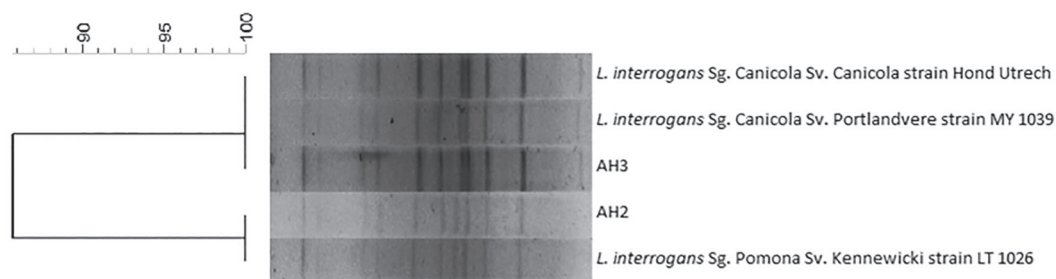 90 95 100
L. interrogans Sg. Canicola Sv. Canicola strain Hond Utrech
L. interrogans Sg. Canicola Sv. Portlandvere strain MY 1039
AH3
AH2
L. interrogans Sg. Pomona Sv. Kennewicki strain LT 1026